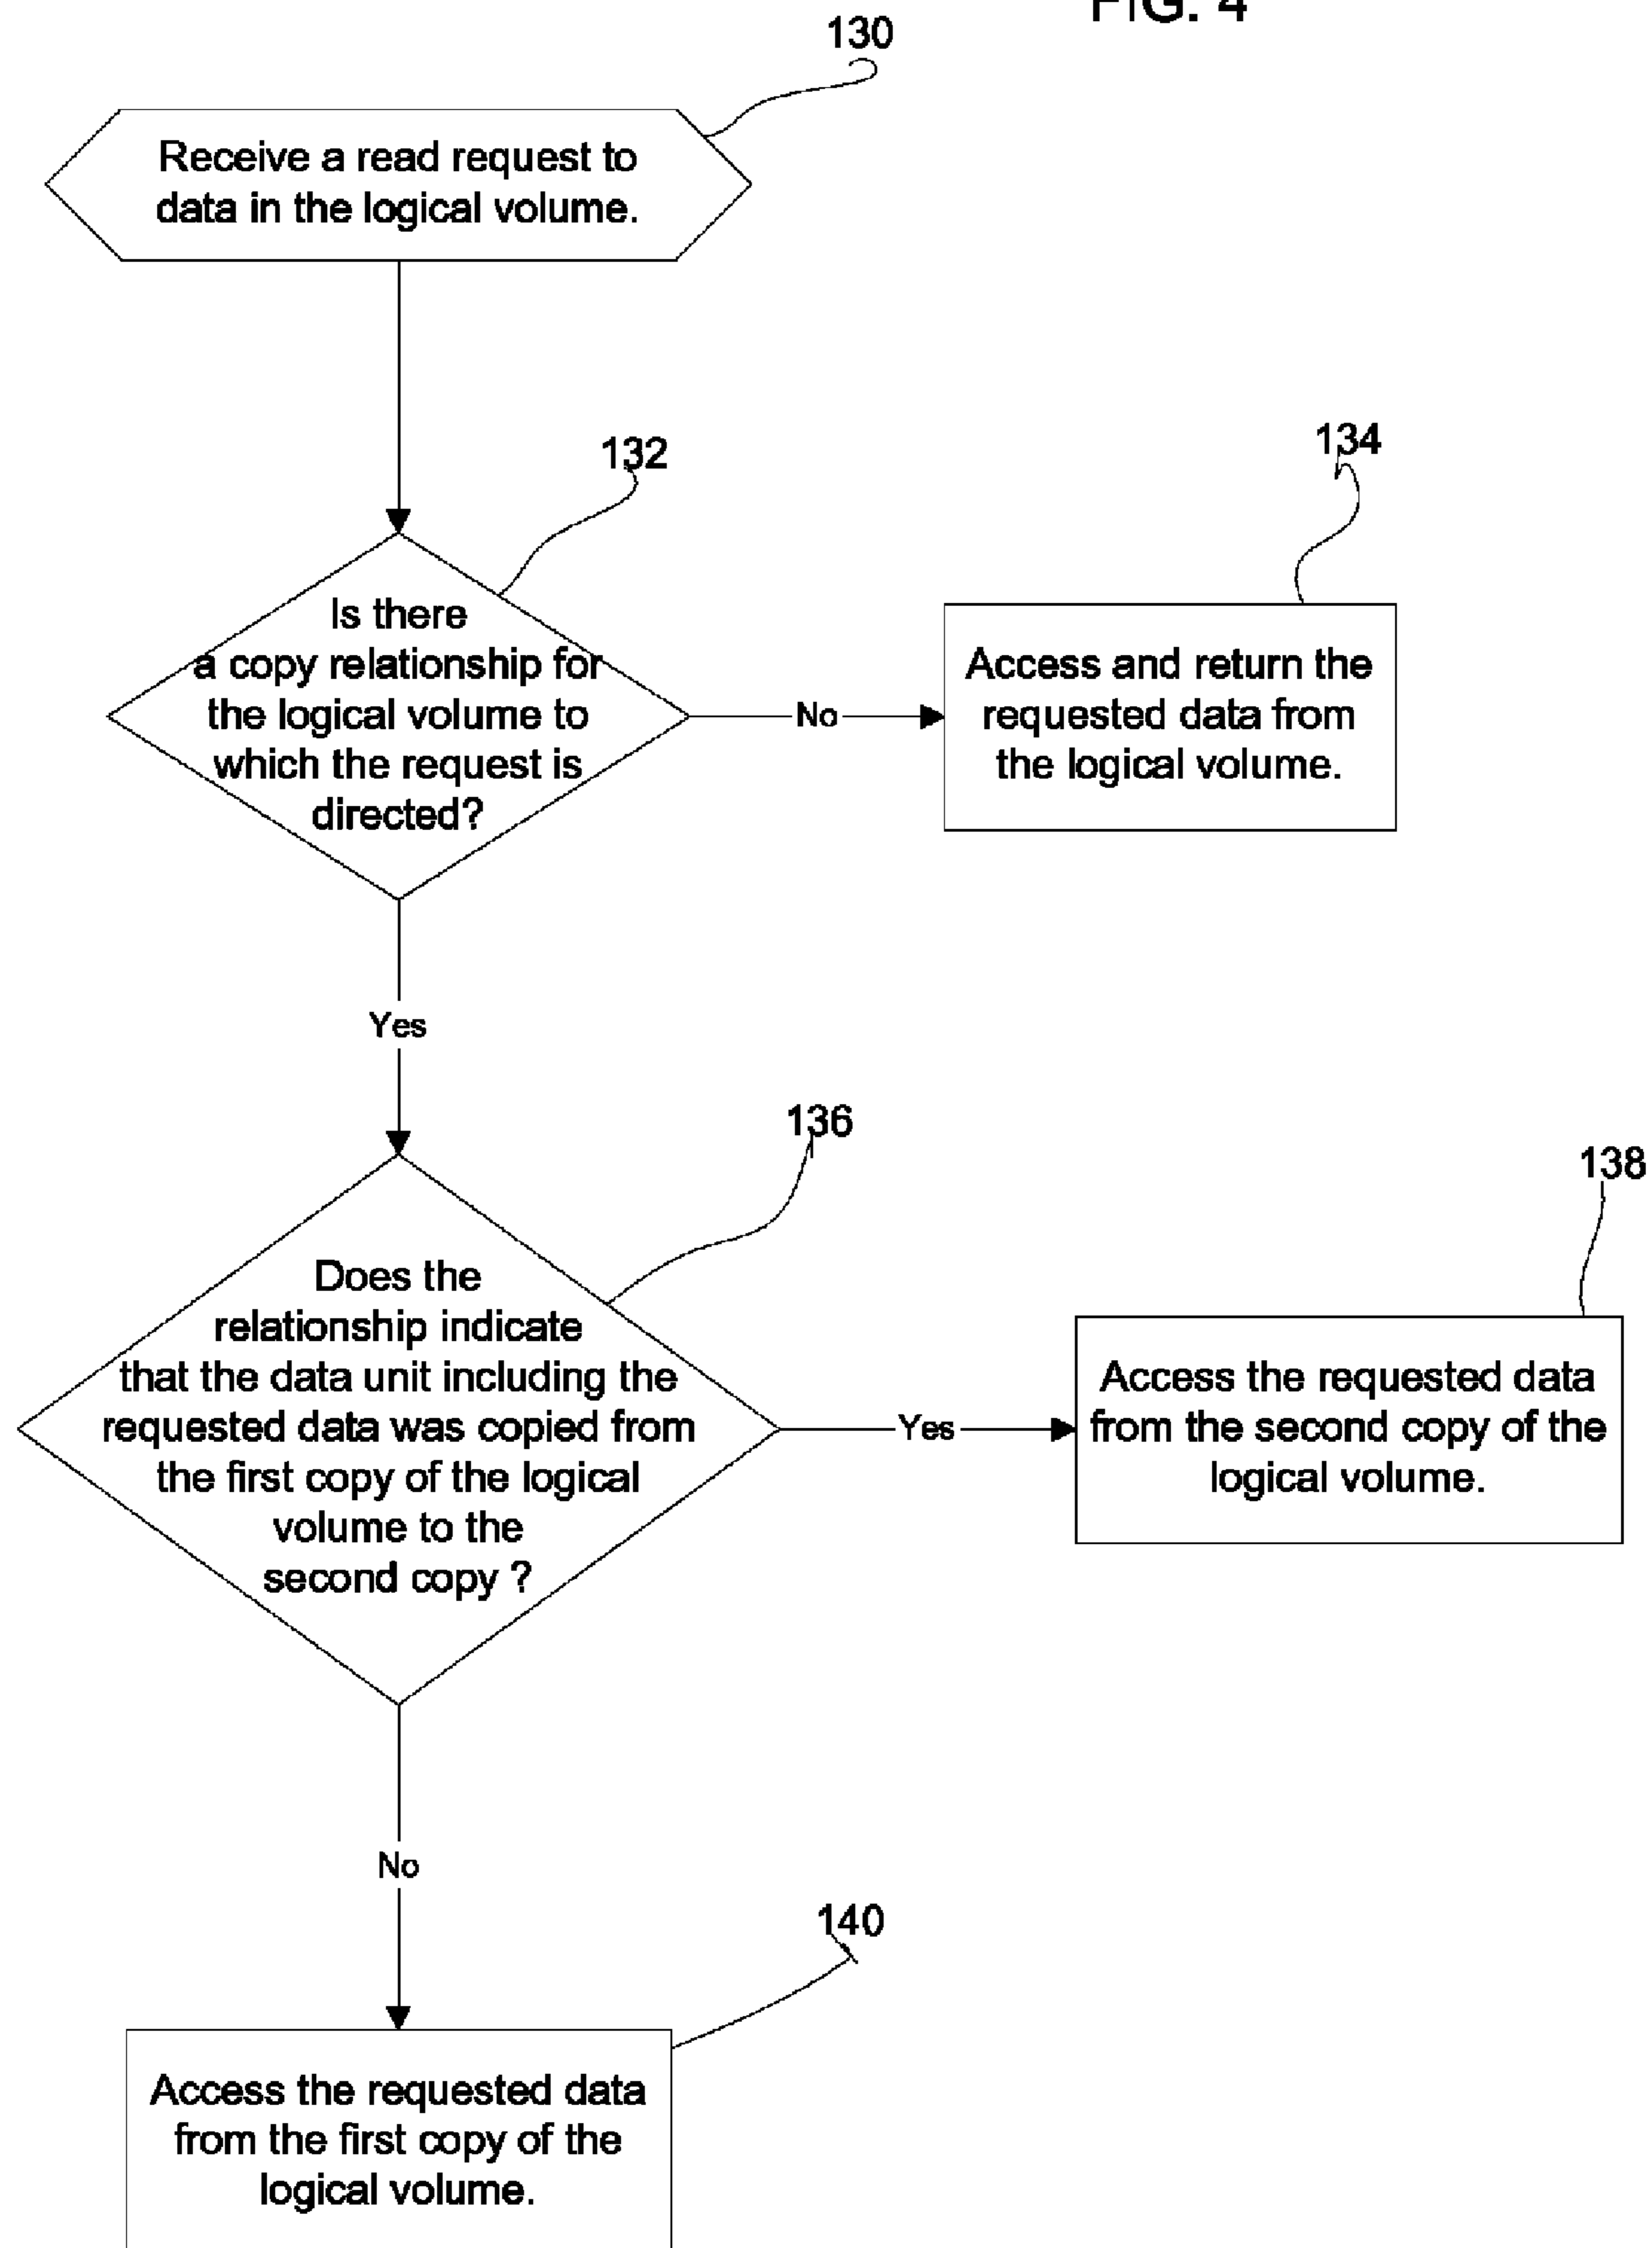 FIG. 4
130
Receive a read request to
data in the logical volume.
132
Is there
a copy relationship for
the logical volume to
which the request is
directed?
No
134
Access and return the
requested data from
the logical volume.
Yes
136
Does the
relationship indicate
that the data unit including the
requested data was copied from
the first copy of the logical
volume to the
second copy ?
Yes
138
Access the requested data
from the second copy of the
logical volume.
No
140
Access the requested data
from the first copy of the
logical volume.